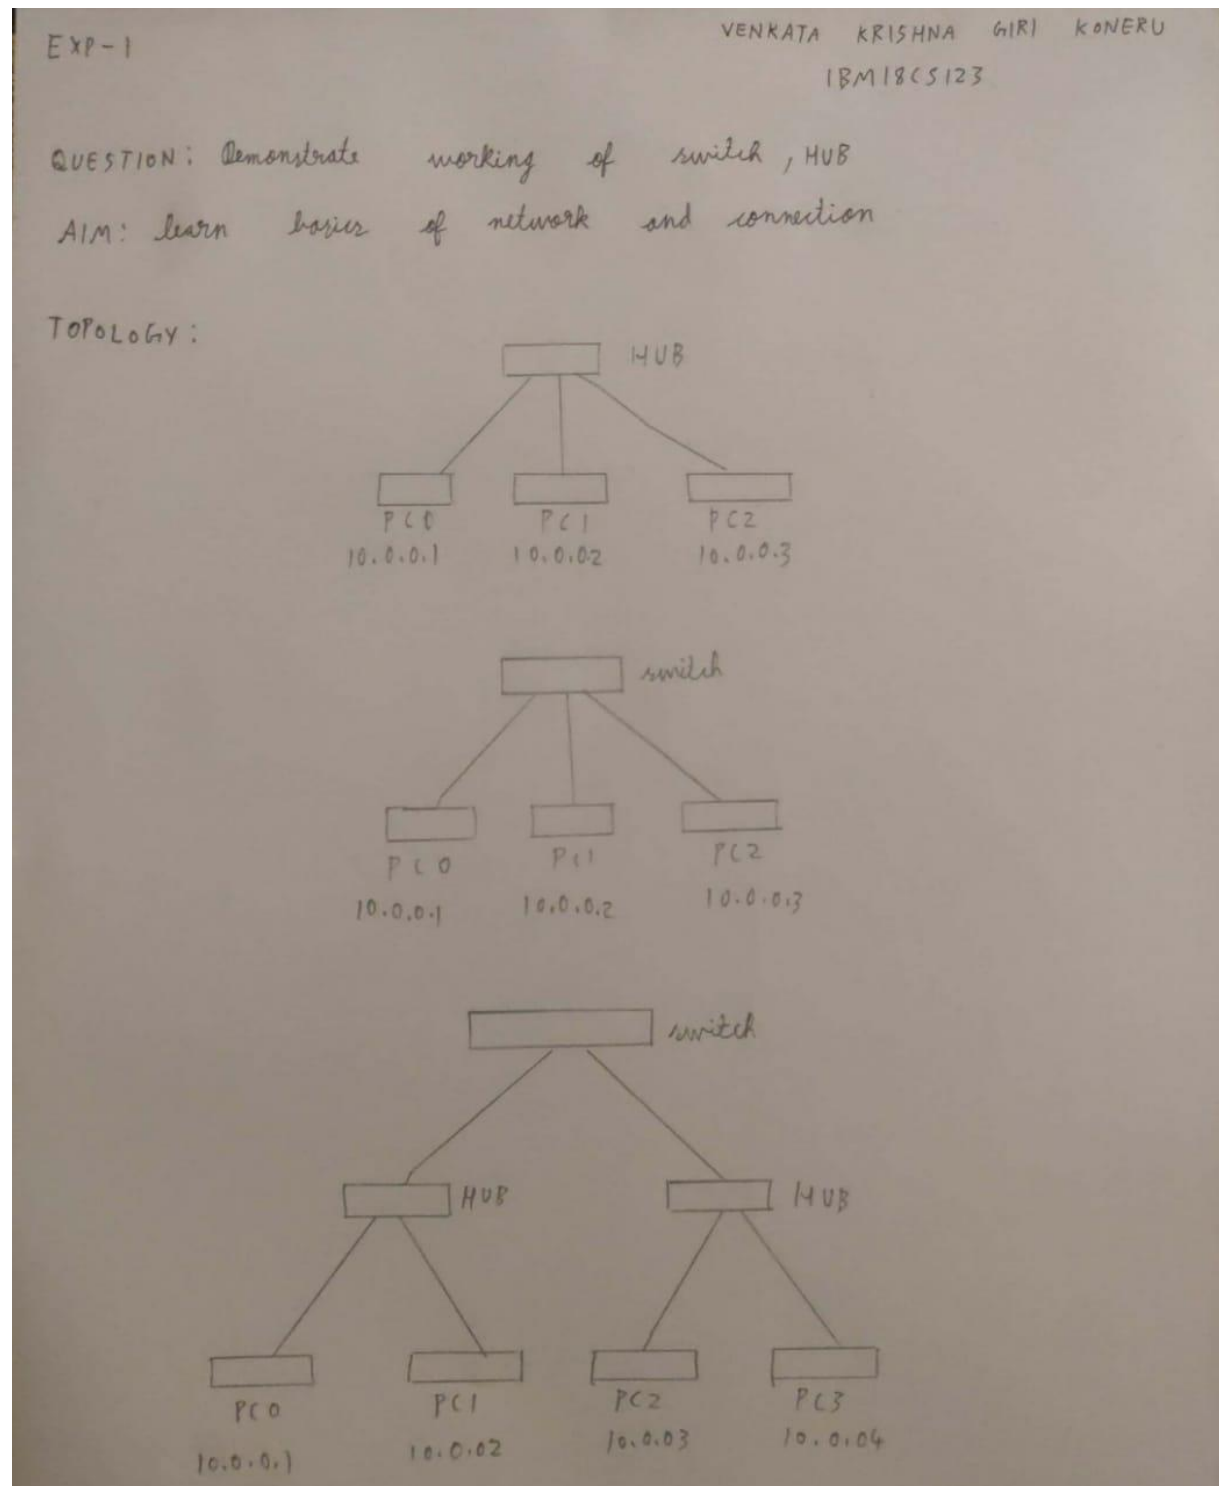 EXP-1
VENKATA KRISHNA GIRI KONERU
1BM18CS123
QUESTION: Demonstrate working of switch, HUB
AIM: learn basics of network and connection
TOPOLOGY:
HUB
PC0 PC1 PC2
10.0.0.1 10.0.02 10.0.0.3
switch
PC0 PC1 PC2
10.0.0.1 10.0.0.2 10.0.0.3
switch
HUB HUB
PC0 PC1 PC2 PC3
10.0.0.1 10.0.02 10.0.03 10.0.04